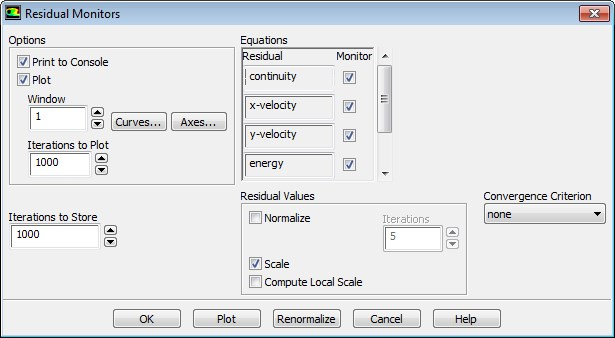 Residual Monitors
Options
Print to Console
Plot
Window
1
Curves...
Axes...
Iterations to Plot
1000
Iterations to Store
1000
Equations
Residual Monitor
continuity
x-velocity
y-velocity
energy
Residual Values
Normalize
Iterations
5
Scale
Compute Local Scale
Convergence Criterion
none
OK
Plot
Renormalize
Cancel
Help